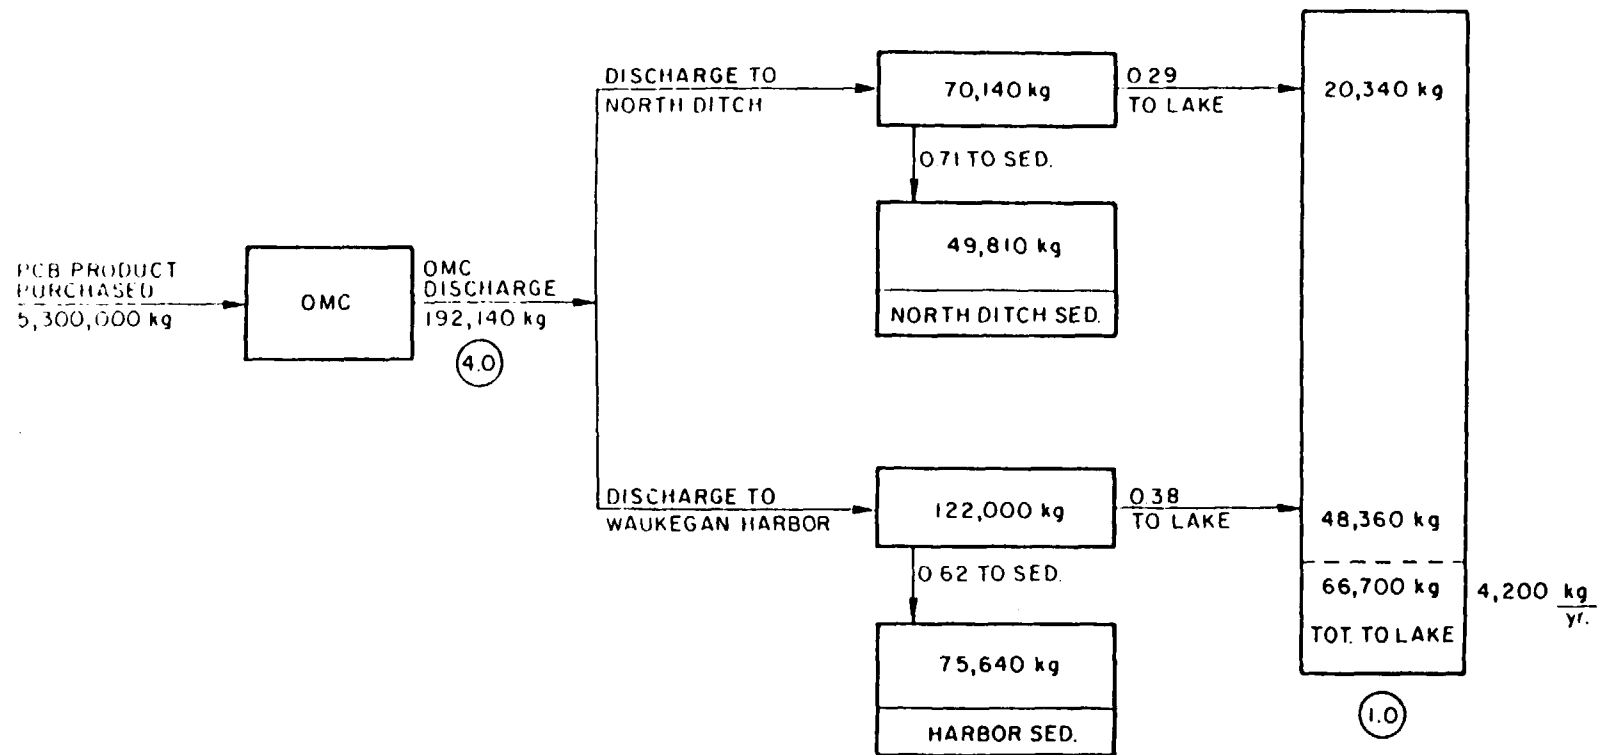 PCB PRODUCT
PURCHASED
5,300,000 kg
OMC
OMC
DISCHARGE
192,140 kg
4.0
DISCHARGE TO
NORTH DITCH
70,140 kg
0.29
TO LAKE
20,340 kg
0.71 TO SED.
49,810 kg
NORTH DITCH SED.
DISCHARGE TO
WAUKEGAN HARBOR
122,000 kg
0.38
TO LAKE
48,360 kg
0.62 TO SED.
75,640 kg
HARBOR SED.
66,700 kg
TOT. TO LAKE
4,200 kg
yr.
1.0